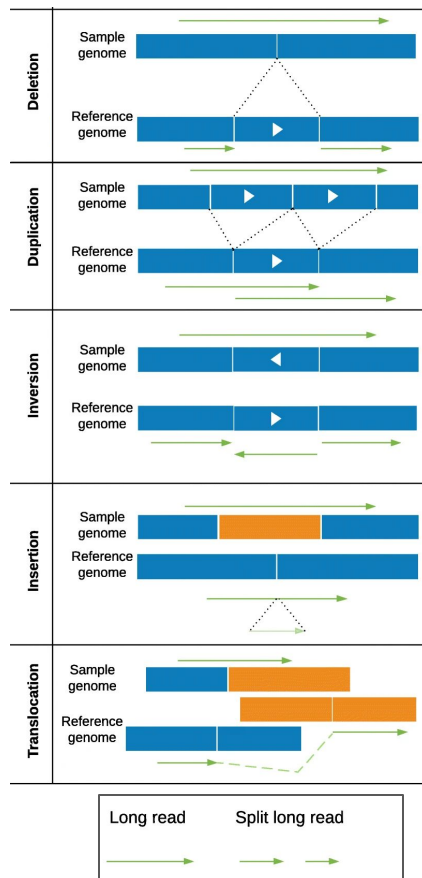 Deletion
Sample
genome
Reference
genome
Duplication
Sample
genome
Reference
genome
Inversion
Sample
genome
Reference
genome
Insertion
Sample
genome
Reference
genome
Translocation
Sample
genome
Reference
genome
Long read
Split long read